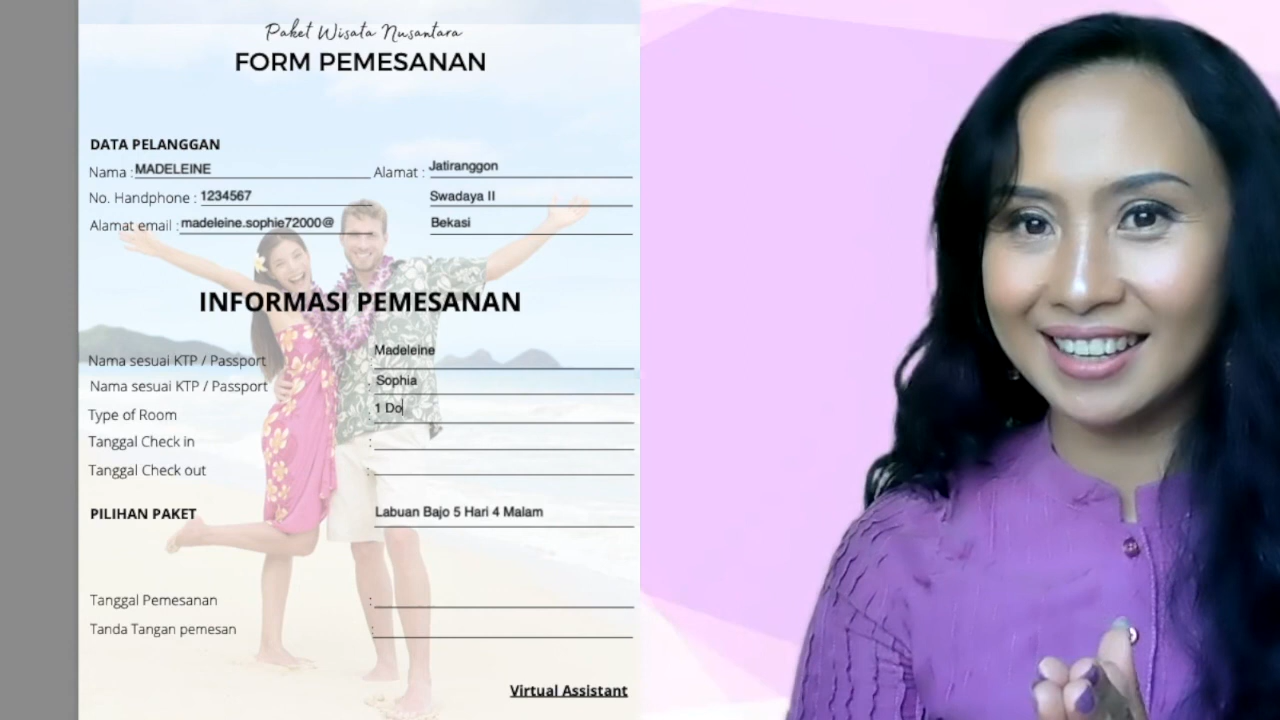 Paket Wisata Nusantara
FORM PEMESANAN
DATA PELANGGAN
Nama : MADELEINE
Alamat : Jatiranggon
No. Handphone : 1234567
Swadaya II
Alamat email : madeleine.sophie72000@
Bekasi
INFORMASI PEMESANAN
Nama sesuai KTP / Passport Madeleine
Nama sesuai KTP / Passport : Sophia
Type of Room : 1 Do
Tanggal Check in :
Tanggal Check out :
PILIHAN PAKET Labuan Bajo 5 Hari 4 Malam
Tanggal Pemesanan :
Tanda Tangan pemesan :
Virtual Assistant